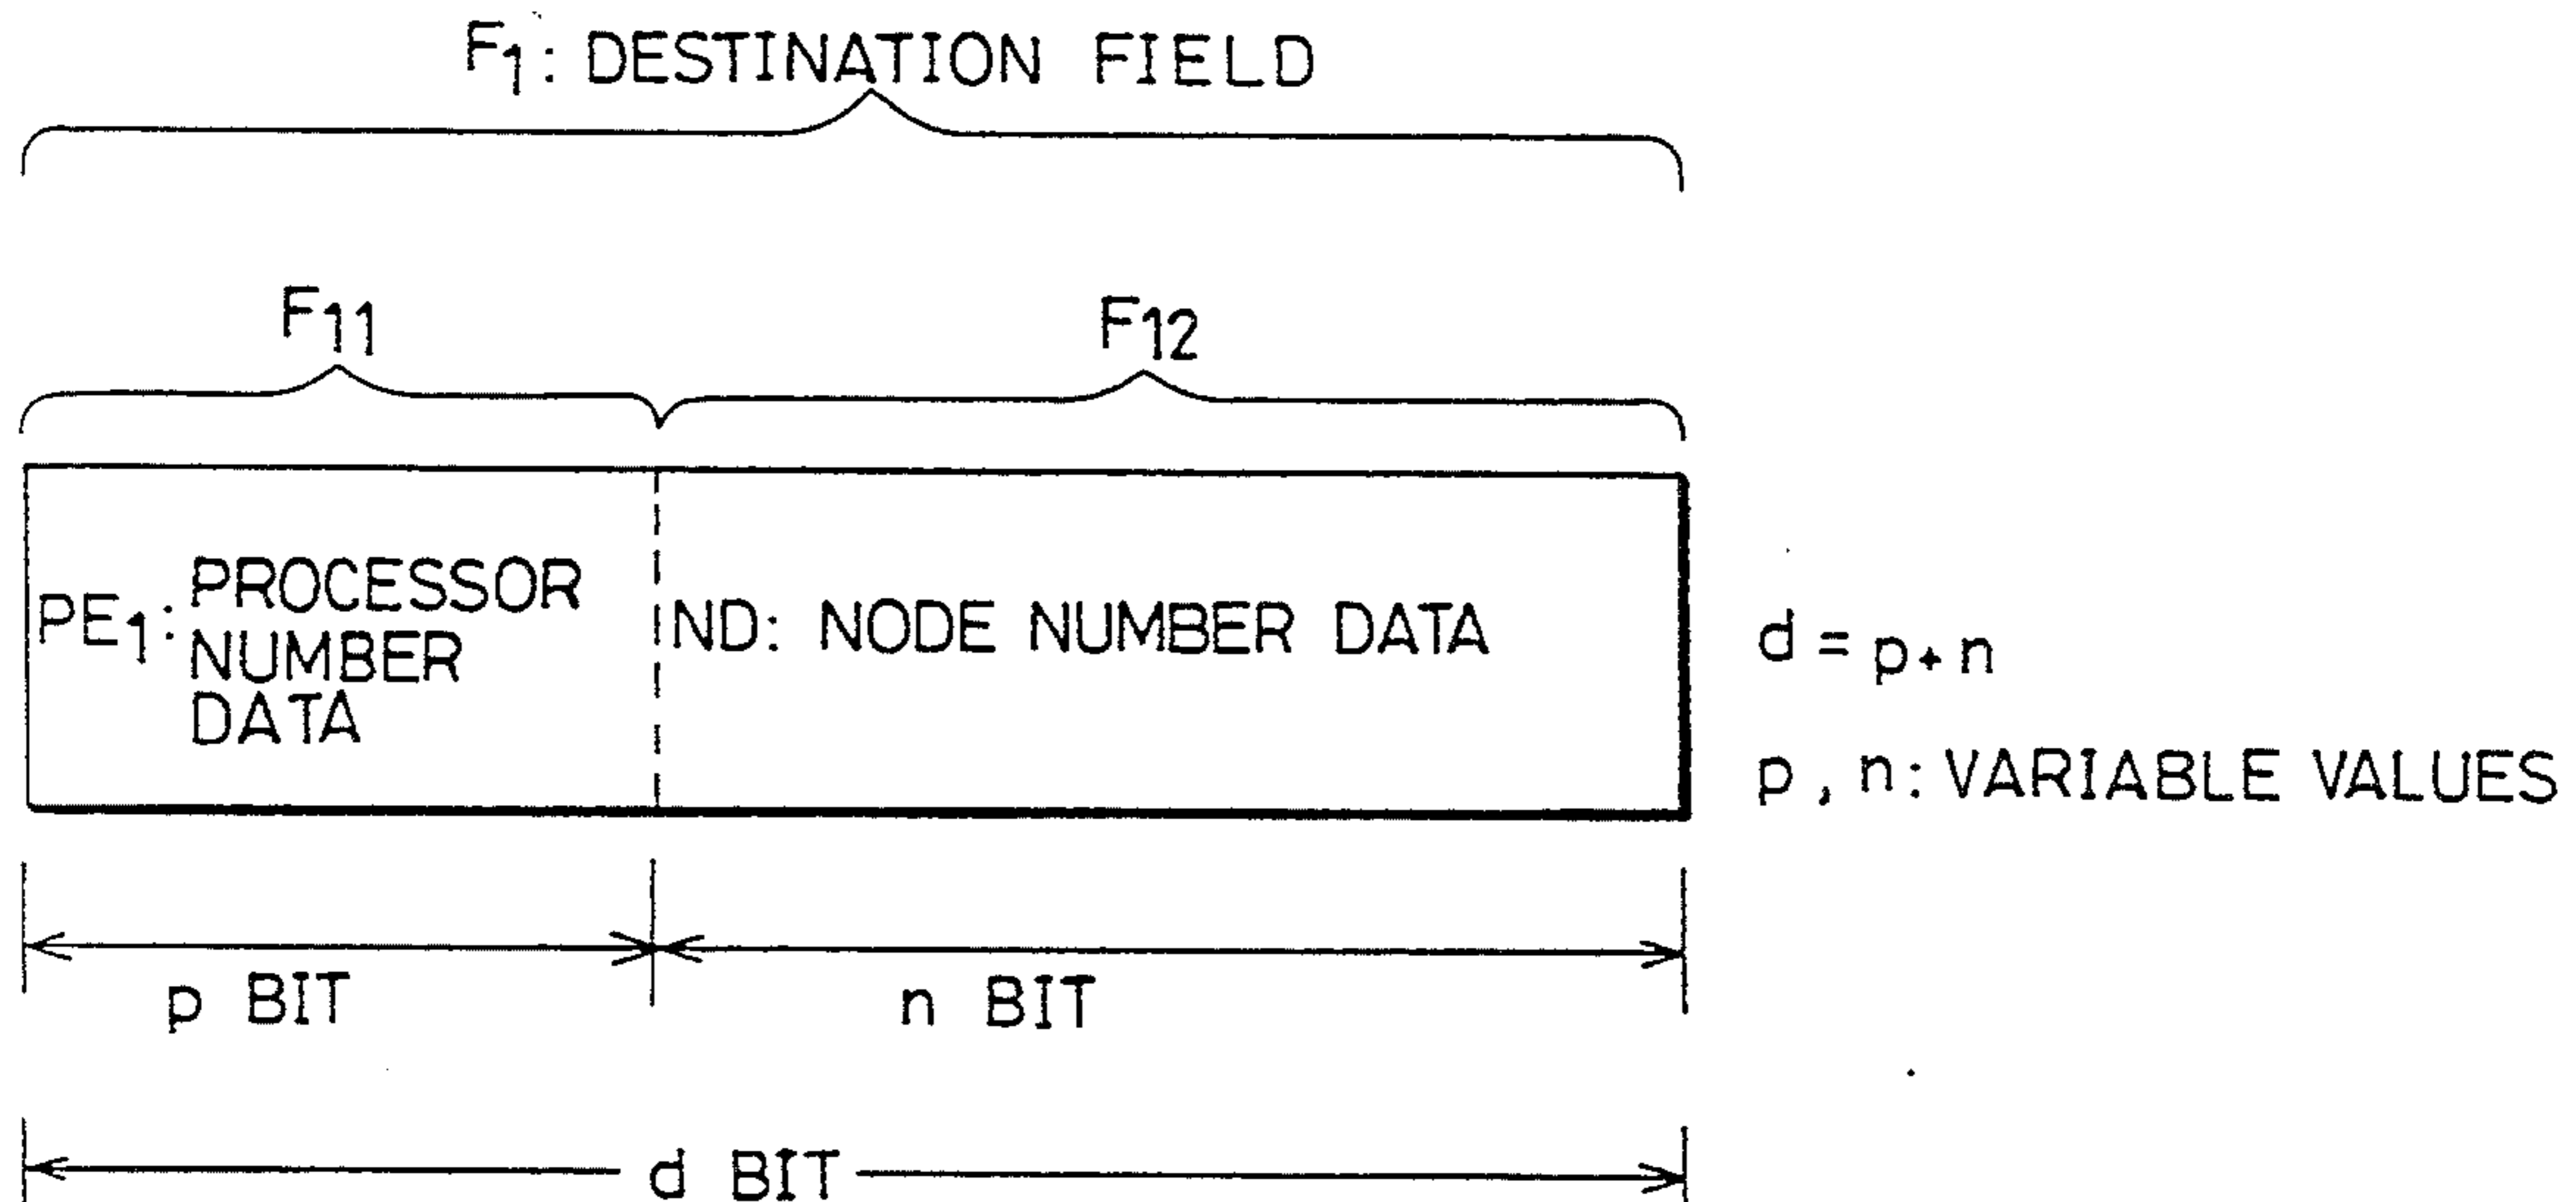 F1: DESTINATION FIELD
F11
F12
PE1: PROCESSOR
NUMBER
DATA
ND: NODE NUMBER DATA
d = p + n
p , n: VARIABLE VALUES
p BIT
n BIT
d BIT